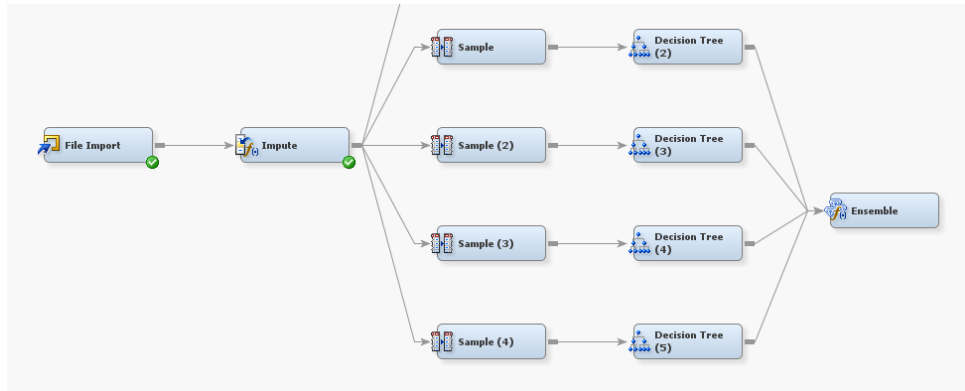 Sample
Decision Tree
(2)
File Import
Impute
Sample (2)
Decision Tree
(3)
Ensemble
Sample (3)
Decision Tree
(4)
Sample (4)
Decision Tree
(5)